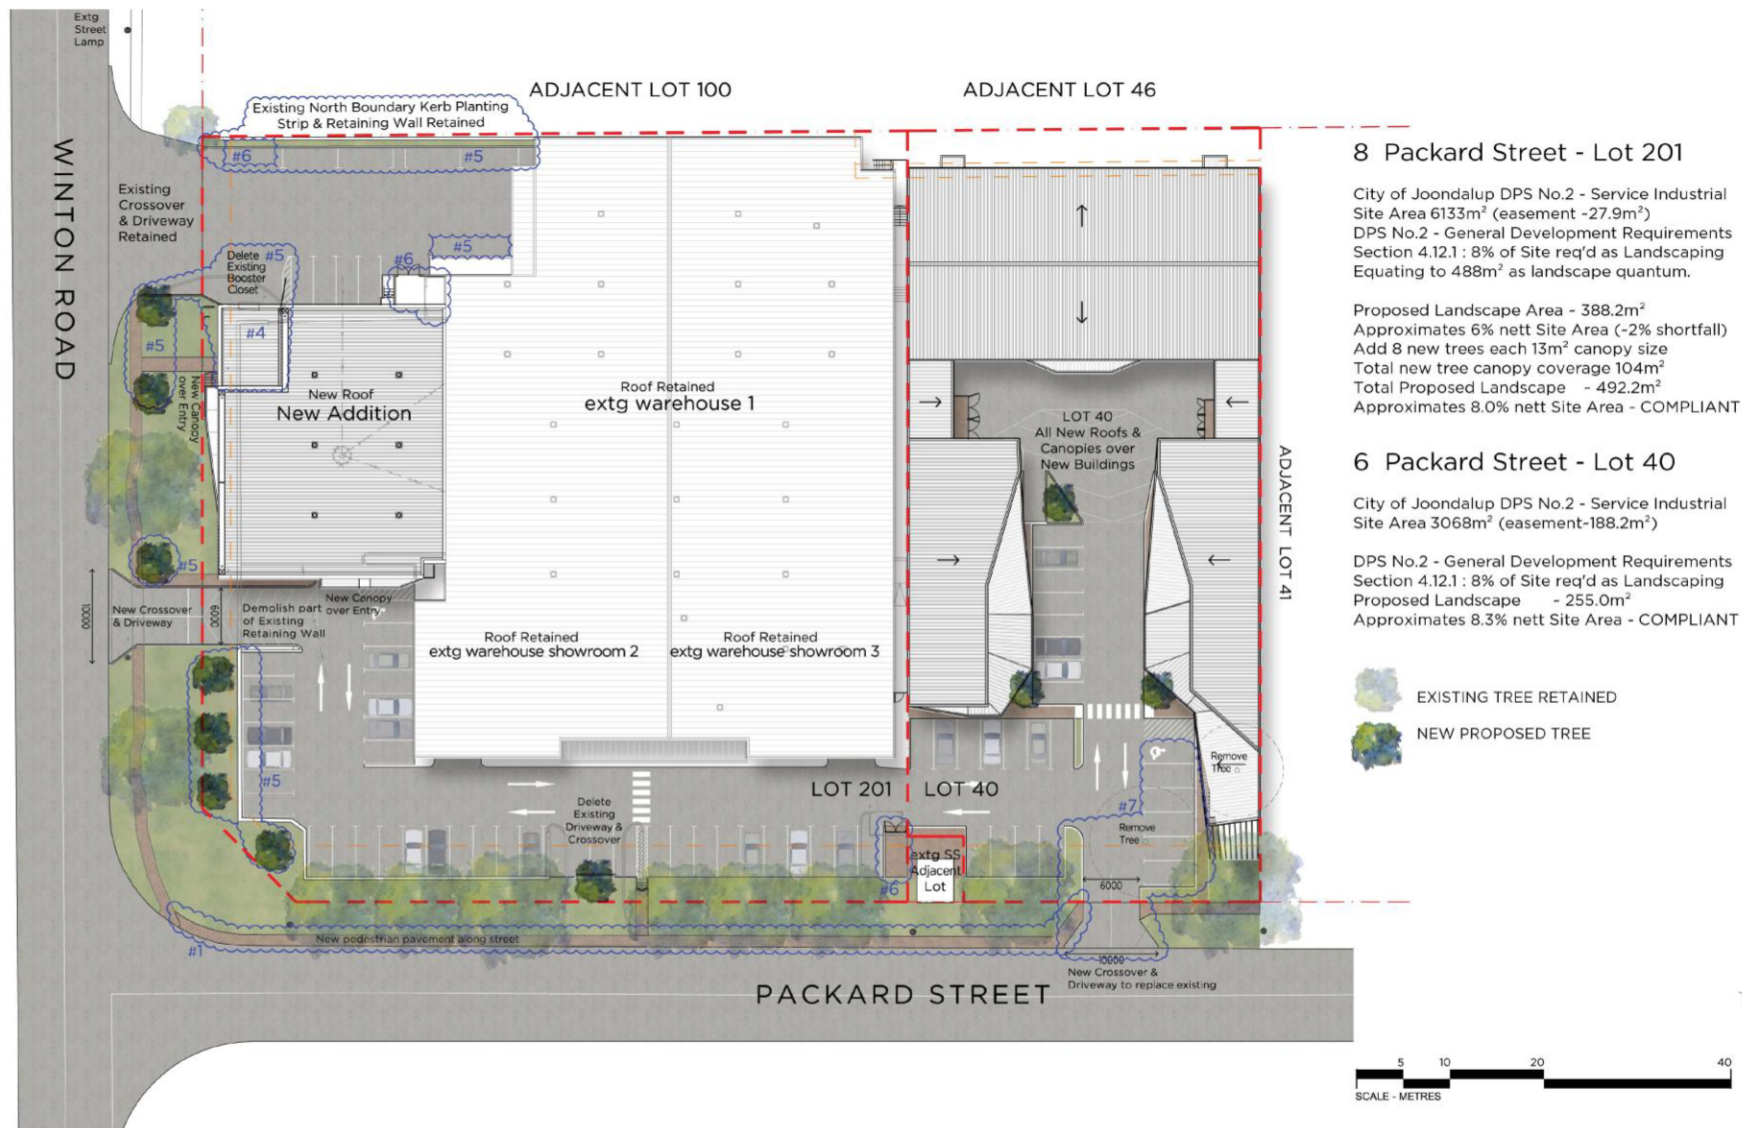 Extg
Street
Lamp
ADJACENT LOT 100
ADJACENT LOT 46
Existing North Boundary Kerb Planting
Strip & Retaining Wall Retained
#6
#5
WINTON ROAD
Existing
Crossover
& Driveway
Retained
Delete
Existing
Booster
Closet
#5
#6
#5
#4
#5
New Canopy
over Entry
New Roof
New Addition
Roof Retained
extg warehouse 1
LOT 40
All New Roofs &
Canopies over
New Buildings
ADJACENT LOT 41
#5
10000
New Crossover
& Driveway
6000
Demolish part
of Existing
Retaining Wall
New Canopy
over Entry
Roof Retained
extg warehouse showroom 2
Roof Retained
extg warehouse showroom 3
#5
LOT 201
LOT 40
Delete
Existing
Driveway &
Crossover
Remove
Tree
#7
Remove
Tree
extg SS
Adjacent
Lot
#6
6000
#1
New pedestrian pavement along street
10000
New Crossover &
Driveway to replace existing
PACKARD STREET
8 Packard Street - Lot 201
City of Joondalup DPS No.2 - Service Industrial
Site Area 6133m² (easement -27.9m²)
DPS No.2 - General Development Requirements
Section 4.12.1 : 8% of Site req'd as Landscaping
Equating to 488m² as landscape quantum.
Proposed Landscape Area - 388.2m²
Approximates 6% nett Site Area (-2% shortfall)
Add 8 new trees each 13m² canopy size
Total new tree canopy coverage 104m²
Total Proposed Landscape - 492.2m²
Approximates 8.0% nett Site Area - COMPLIANT
6 Packard Street - Lot 40
City of Joondalup DPS No.2 - Service Industrial
Site Area 3068m² (easement-188.2m²)
DPS No.2 - General Development Requirements
Section 4.12.1 : 8% of Site req'd as Landscaping
Proposed Landscape - 255.0m²
Approximates 8.3% nett Site Area - COMPLIANT
EXISTING TREE RETAINED
NEW PROPOSED TREE
5 10 20 40
SCALE - METRES